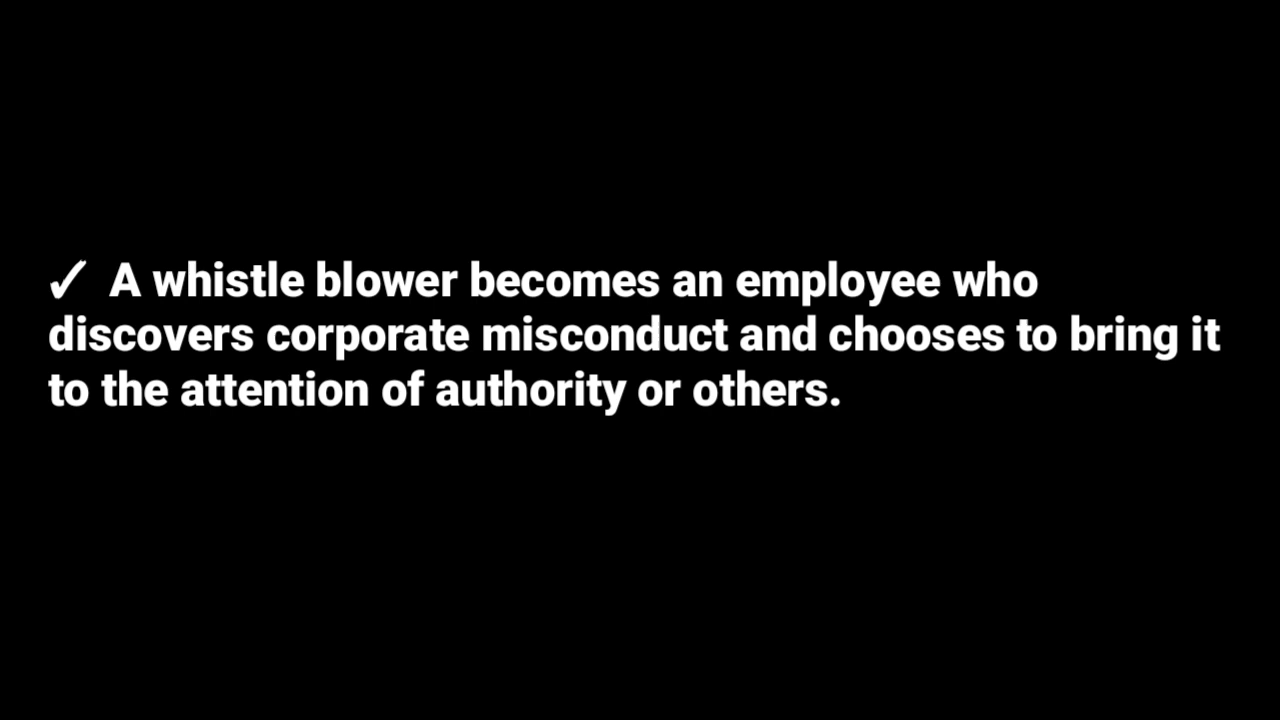 ✓ A whistle blower becomes an employee who
discovers corporate misconduct and chooses to bring it
to the attention of authority or others.